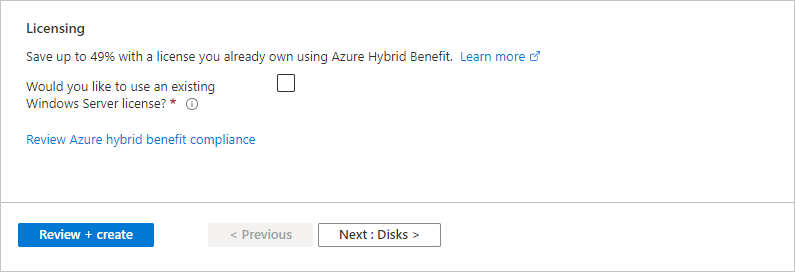 Licensing
Save up to 49% with a license you already own using Azure Hybrid Benefit. Learn more
Would you like to use an existing
Windows Server license? *
Review Azure hybrid benefit compliance
Review + create
< Previous
Next : Disks >